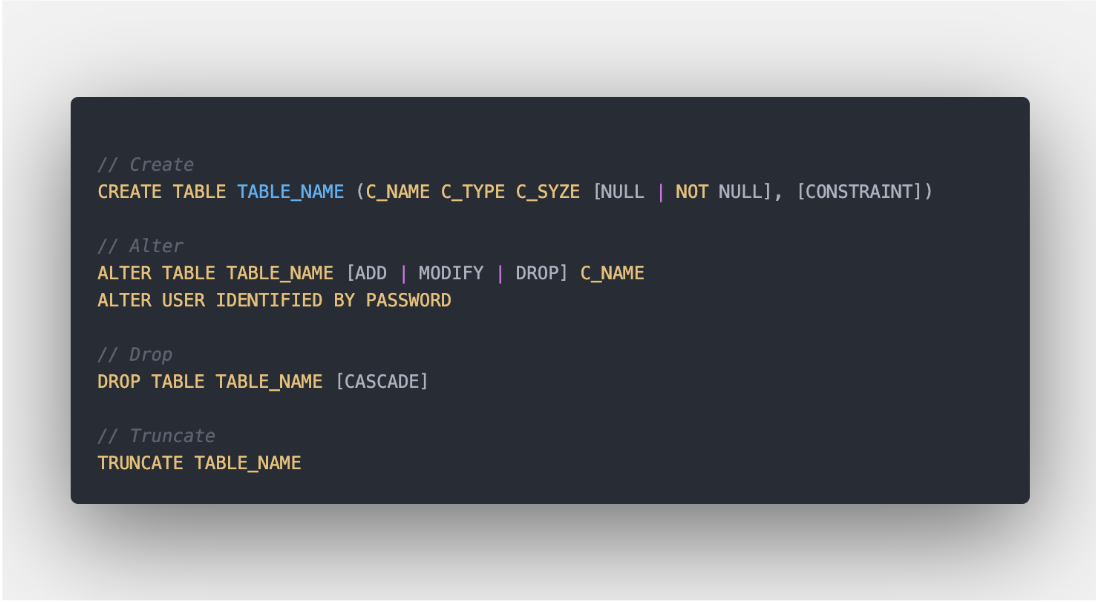 // Create
CREATE TABLE TABLE_NAME (C_NAME C_TYPE C_SYZE [NULL | NOT NULL], [CONSTRAINT])
// Alter
ALTER TABLE TABLE_NAME [ADD | MODIFY | DROP] C_NAME
ALTER USER IDENTIFIED BY PASSWORD
// Drop
DROP TABLE TABLE_NAME [CASCADE]
// Truncate
TRUNCATE TABLE_NAME